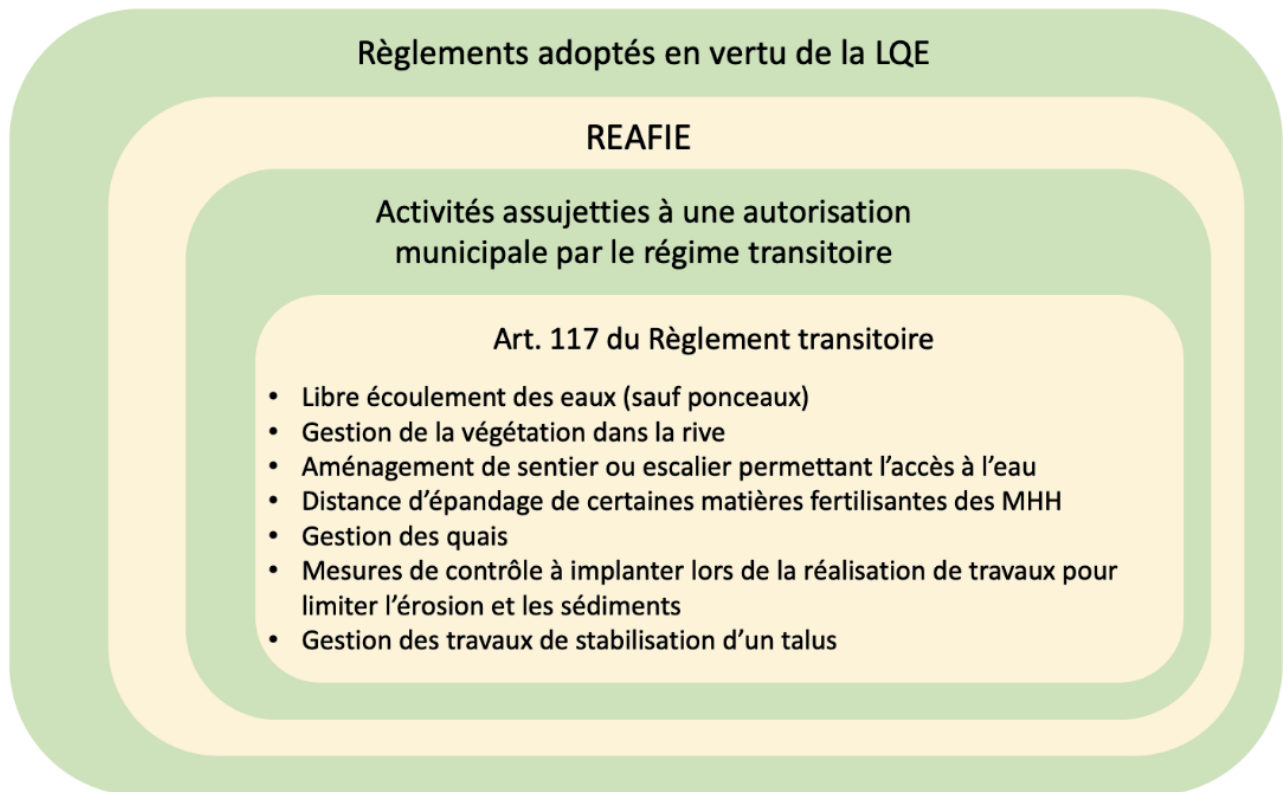 Règlements adoptés en vertu de la LQE
REAFIE
Activités assujetties à une autorisation
municipale par le régime transitoire
Art. 117 du Règlement transitoire
• Libre écoulement des eaux (sauf ponceaux)
• Gestion de la végétation dans la rive
• Aménagement de sentier ou escalier permettant l’accès à l’eau
• Distance d’épandage de certaines matières fertilisantes des MHH
• Gestion des quais
• Mesures de contrôle à implanter lors de la réalisation de travaux pour
limiter l’érosion et les sédiments
• Gestion des travaux de stabilisation d’un talus